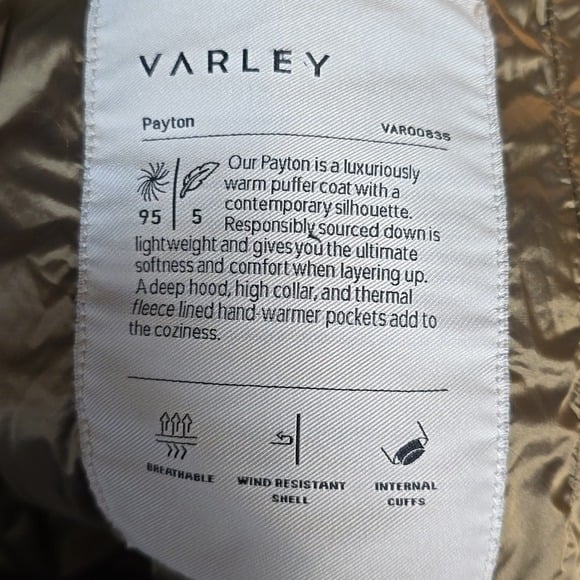 VARLEY
Payton
VAR00835
95 5
Our Payton is a luxuriously
warm puffer coat with a
contemporary silhouette.
Responsibly sourced down is
lightweight and gives you the ultimate
softness and comfort when layering up.
A deep hood, high collar, and thermal
fleece lined hand-warmer pockets add to
the coziness.
BREATHABLE
WIND RESISTANT
SHELL
INTERNAL
CUFFS